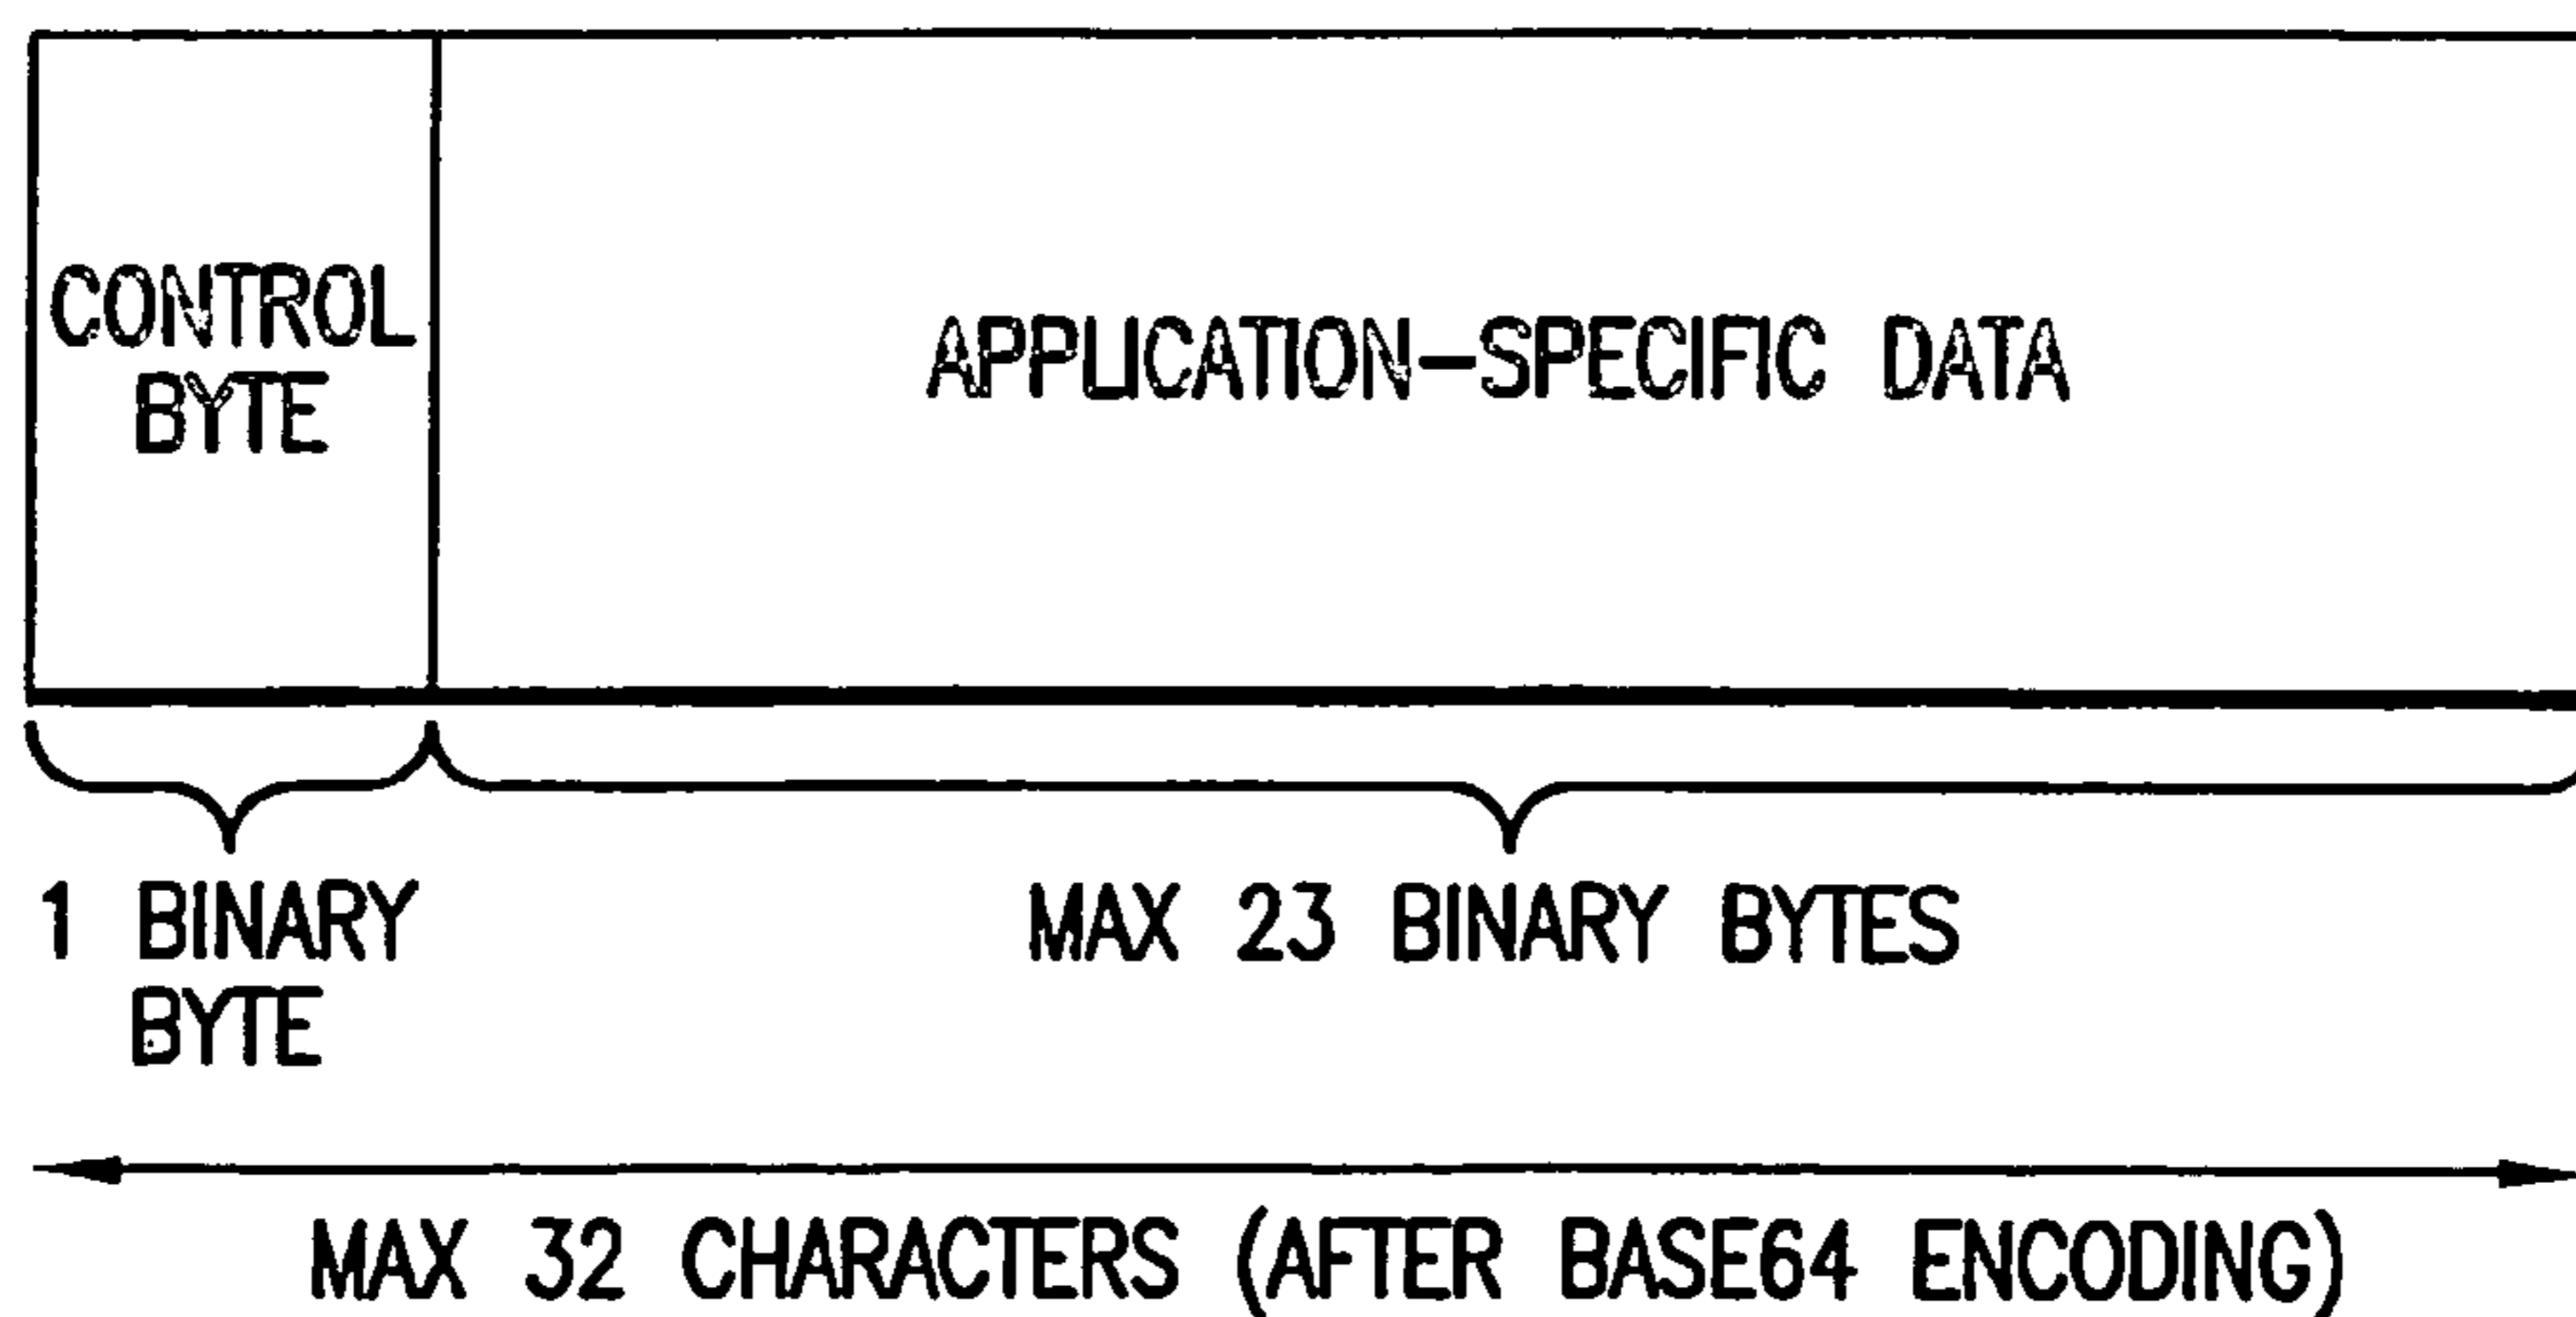 CONTROL
BYTE
APPLICATION-SPECIFIC DATA
1 BINARY
BYTE
MAX 23 BINARY BYTES
MAX 32 CHARACTERS (AFTER BASE64 ENCODING)